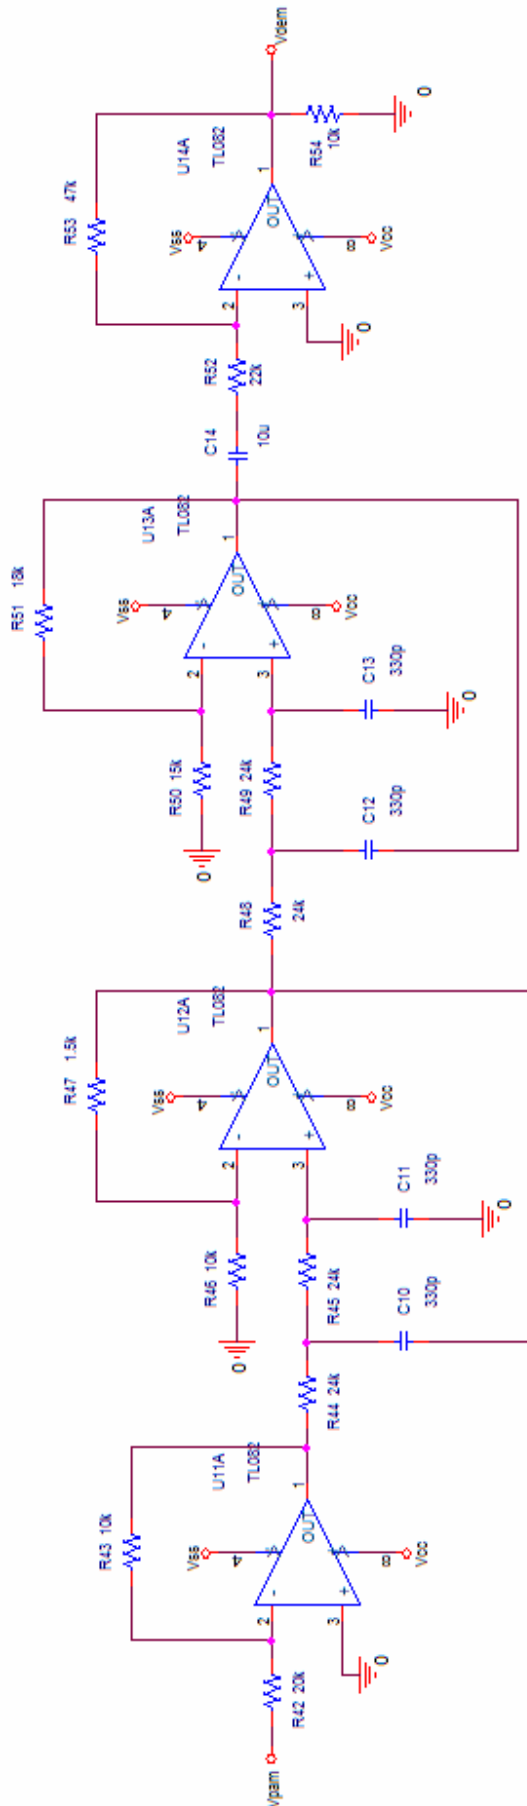 Vpam
R42 20k
R43 10k
2
3
-
+
OUT
1
Vss
4
8
Vcc
U11A
TL082
0
R44 24k
R45 24k
C10
330p
C11
330p
0
R46 10k
0
R47 1.5k
2
3
-
+
OUT
1
Vss
4
8
Vcc
U12A
TL082
R48
24k
R49 24k
C12
330p
C13
330p
0
R50 15k
0
R51 18k
2
3
-
+
OUT
1
Vss
4
8
Vcc
U13A
TL082
C14
10u
R52
22k
R53 47k
2
3
-
+
OUT
1
Vss
4
8
Vcc
U14A
TL082
0
R54
10k
0
Vdem